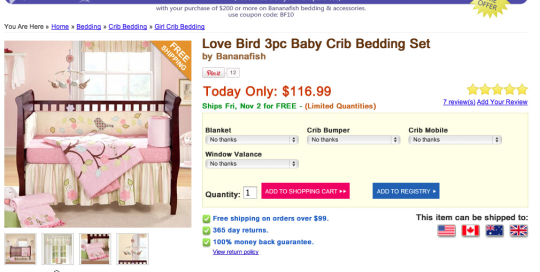 OFFER
with your purchase of $200 or more on Bananafish bedding & accessories.
use coupon code: BF10
You Are Here » Home » Bedding » Crib Bedding » Girl Crib Bedding
FREE
SHIPPING
Love Bird 3pc Baby Crib Bedding Set
by Bananafish
Pin it 12
Today Only: $116.99
Ships Fri, Nov 2 for FREE - (Limited Quantities)
7 review(s) Add Your Review
Blanket Crib Bumper Crib Mobile
No thanks No thanks No thanks
Window Valance
No thanks
Quantity: 1 ADD TO SHOPPING CART ▸▸ ADD TO REGISTRY ▸
Free shipping on orders over $99.
365 day returns.
100% money back guarantee.
View return policy
This item can be shipped to: